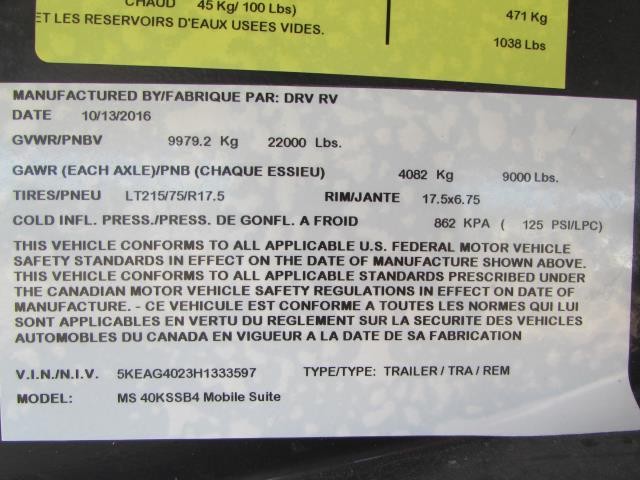 CHAUD 45 Kg/ 100 Lbs)
ET LES RESERVOIRS D'EAUX USEES VIDES.
471 Kg
1038 Lbs
MANUFACTURED BY/FABRIQUE PAR: DRV RV
DATE 10/13/2016
GVWR/PNBV 9979.2 Kg 22000 Lbs.
GAWR (EACH AXLE)/PNB (CHAQUE ESSIEU) 4082 Kg 9000 Lbs.
TIRES/PNEU LT215/75/R17.5 RIM/JANTE 17.5x6.75
COLD INFL. PRESS./PRESS. DE GONFL. A FROID 862 KPA ( 125 PSI/LPC)
THIS VEHICLE CONFORMS TO ALL APPLICABLE U.S. FEDERAL MOTOR VEHICLE
SAFETY STANDARDS IN EFFECT ON THE DATE OF MANUFACTURE SHOWN ABOVE.
THIS VEHICLE CONFORMS TO ALL APPLICABLE STANDARDS PRESCRIBED UNDER
THE CANADIAN MOTOR VEHICLE SAFETY REGULATIONS IN EFFECT ON DATE OF
MANUFACTURE. - CE VEHICULE EST CONFORME A TOUTES LES NORMES QUI LUI
SONT APPLICABLES EN VERTU DU REGLEMENT SUR LA SECURITE DES VEHICLES
AUTOMOBILES DU CANADA EN VIGUEUR A LA DATE DE SA FABRICATION
V.I.N./N.I.V. 5KEAG4023H1333597 TYPE/TYPE: TRAILER / TRA / REM
MODEL: MS 40KSSB4 Mobile Suite